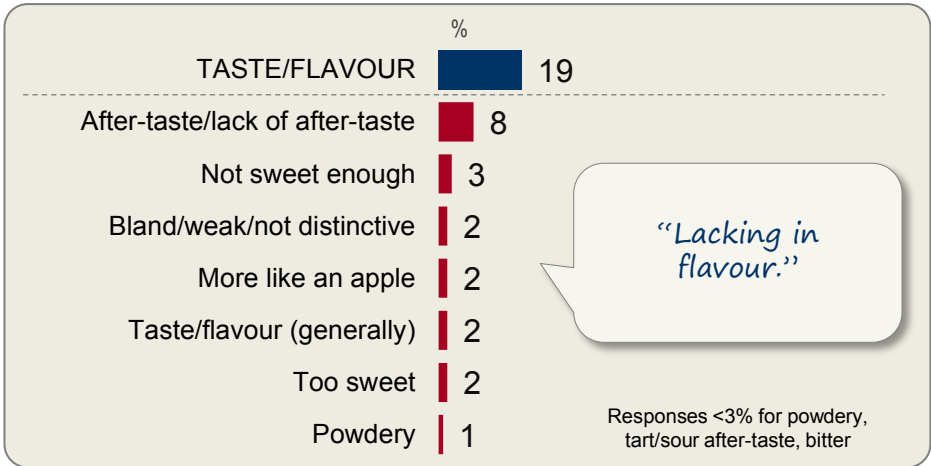 %
TASTE/FLAVOUR 19
After-taste/lack of after-taste 8
Not sweet enough 3
Bland/weak/not distinctive 2
More like an apple 2
Taste/flavour (generally) 2
Too sweet 2
Powdery 1
“Lacking in
flavour.”
Responses <3% for powdery,
tart/sour after-taste, bitter